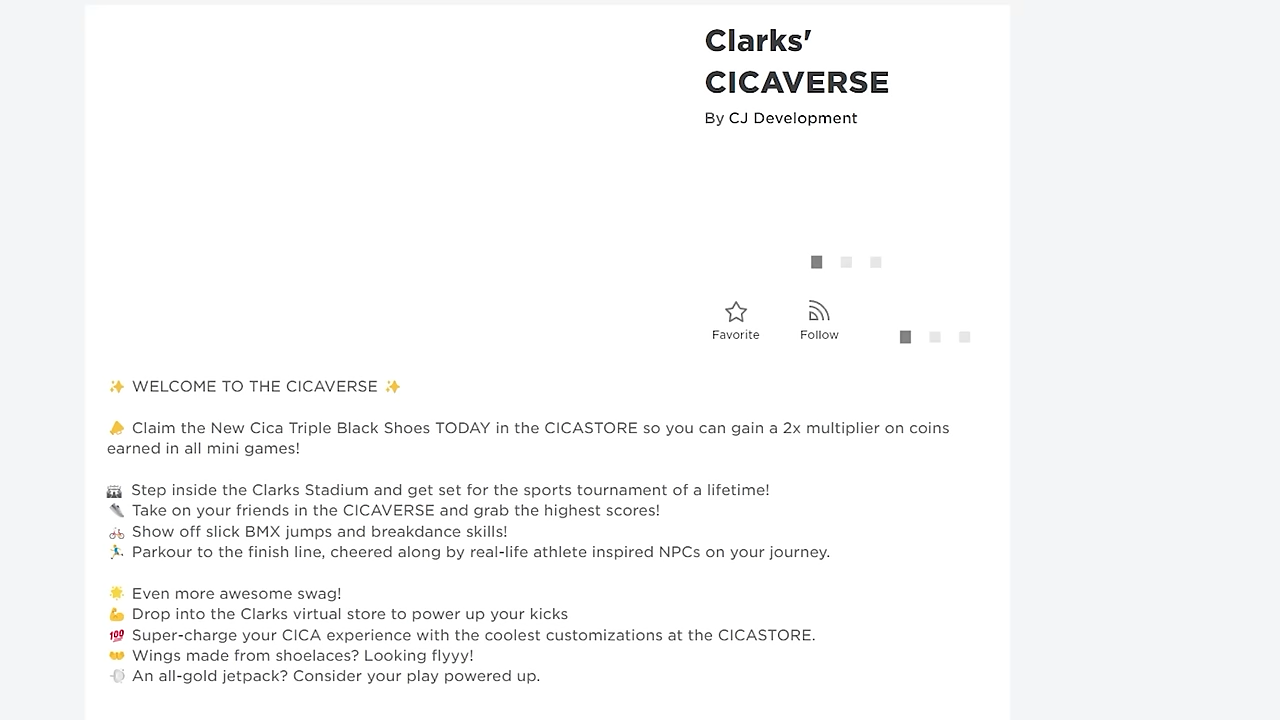 Clarks'
CICAVERSE
By CJ Development
Favorite
Follow
✨ WELCOME TO THE CICAVERSE ✨
📣 Claim the New Cica Triple Black Shoes TODAY in the CICASTORE so you can gain a 2x multiplier on coins
earned in all mini games!
🏟 Step inside the Clarks Stadium and get set for the sports tournament of a lifetime!
👟 Take on your friends in the CICAVERSE and grab the highest scores!
🚲 Show off slick BMX jumps and breakdance skills!
🏃 Parkour to the finish line, cheered along by real-life athlete inspired NPCs on your journey.
🌟 Even more awesome swag!
💪 Drop into the Clarks virtual store to power up your kicks
💯 Super-charge your CICA experience with the coolest customizations at the CICASTORE.
👐 Wings made from shoelaces? Looking flyyy!
💨 An all-gold jetpack? Consider your play powered up.